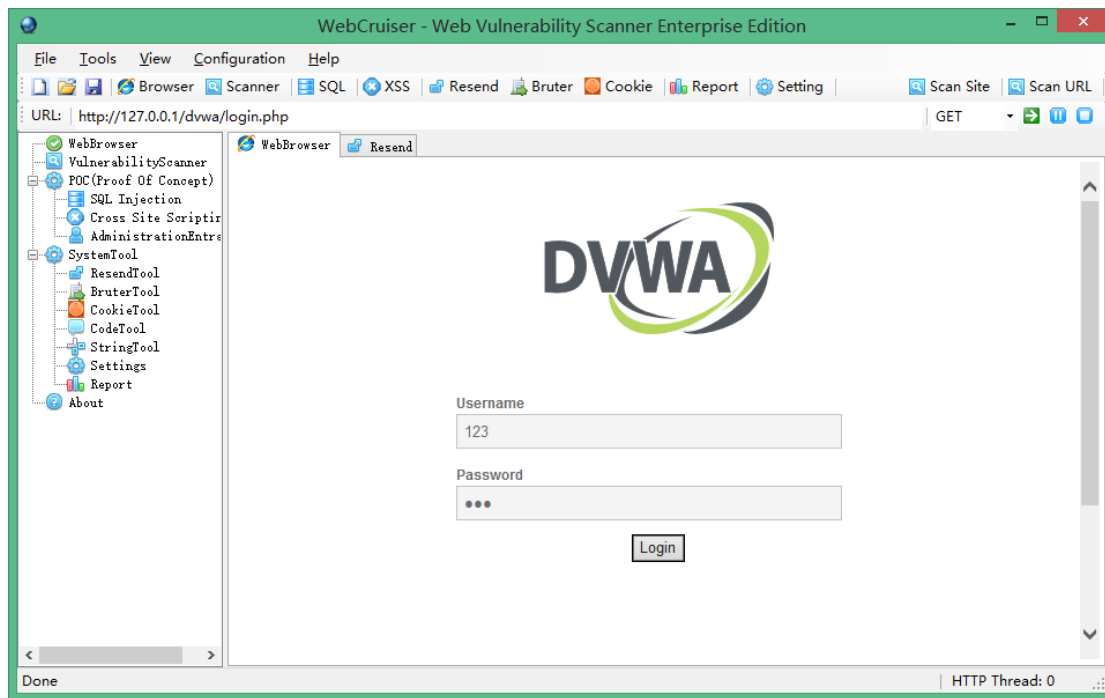 WebCruiser - Web Vulnerability Scanner Enterprise Edition
File Tools View Configuration Help
Browser Scanner SQL XSS Resend Bruter Cookie Report Setting Scan Site Scan URL
URL: http://127.0.0.1/dvwa/login.php GET
WebBrowser
VulnerabilityScanner
POC(Proof Of Concept)
SQL Injection
Cross Site Scriptin
AdministrationEntra
SystemTool
ResendTool
BruterTool
CookieTool
CodeTool
StringTool
Settings
Report
About
WebBrowser Resend
DVWA
Username
123
Password
•••
Login
Done HTTP Thread: 0